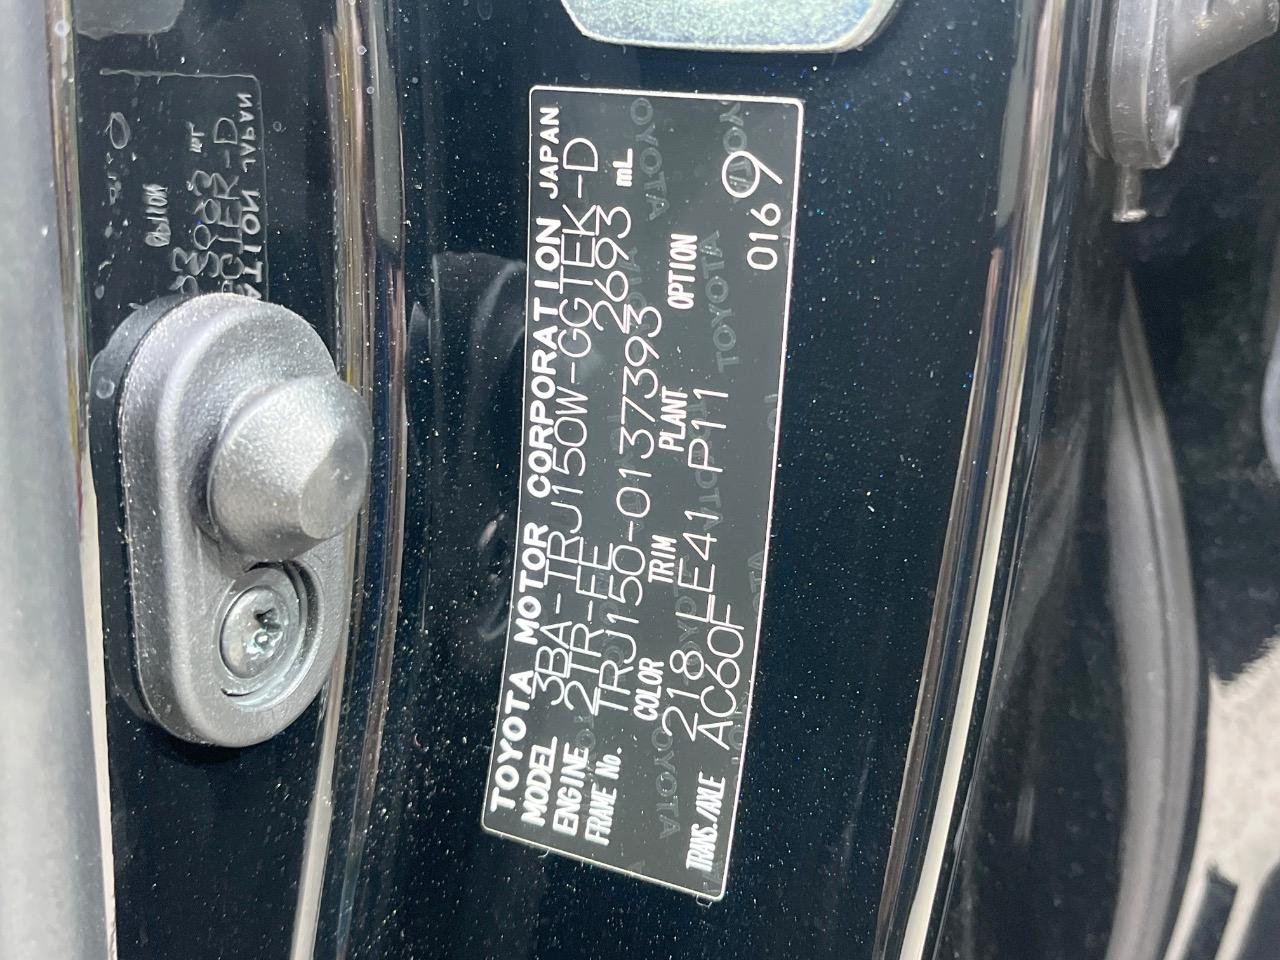 TOYOTA MOTOR CORPORATION JAPAN
MODEL 3BA-TRJ150W-GGTEK-D
ENGINE 2TR-FE 2693 mL
FRAME No. TRJ150-0137393
COLOR TRIM PLANT OPTION
218 LE41 P11
TRANS./AXLE AC60F 0169